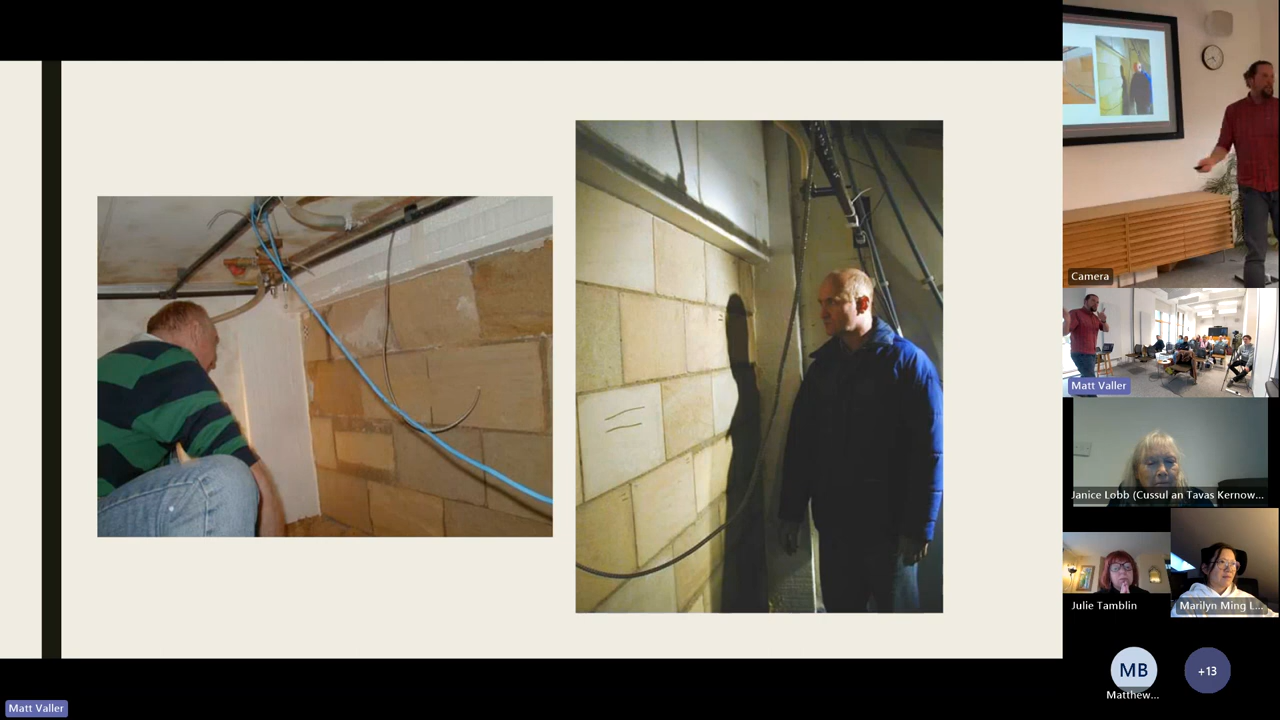 Camera
Matt Valler
Janice Lobb (Cussul an Tavas Kernow...
Julie Tamblin
Marilyn Ming L...
MB
+13
Matthew...
Matt Valler